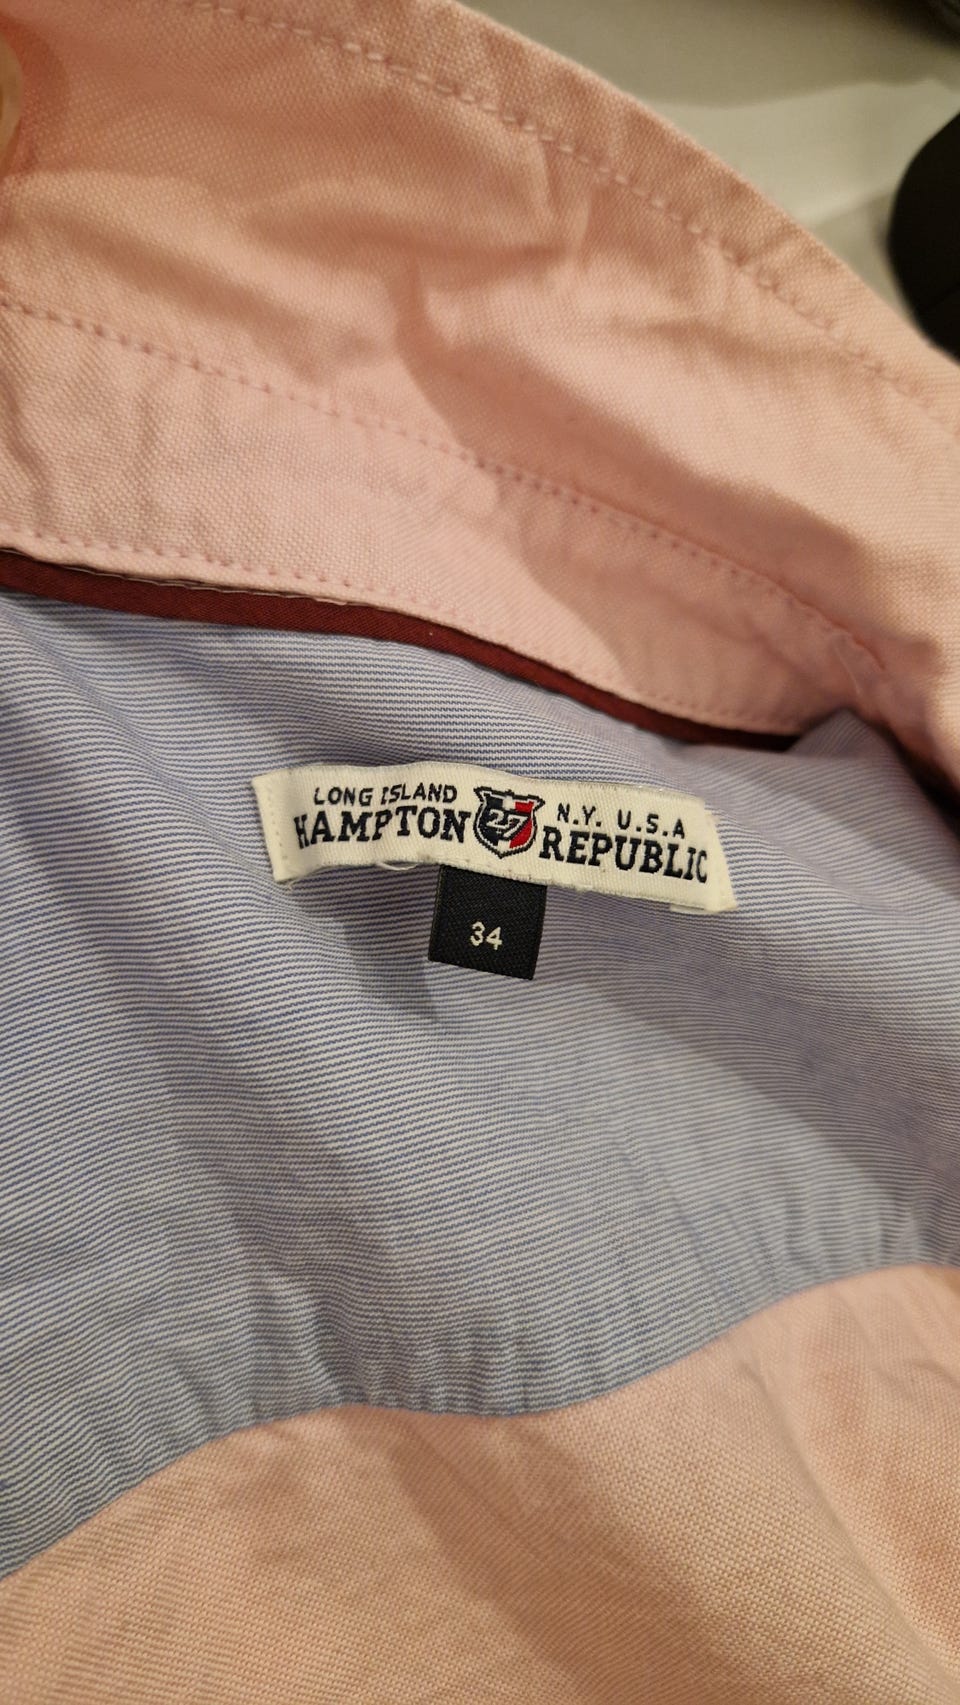 LONG ISLAND N.Y. U.S.A
HAMPTON 27 REPUBLIC
34